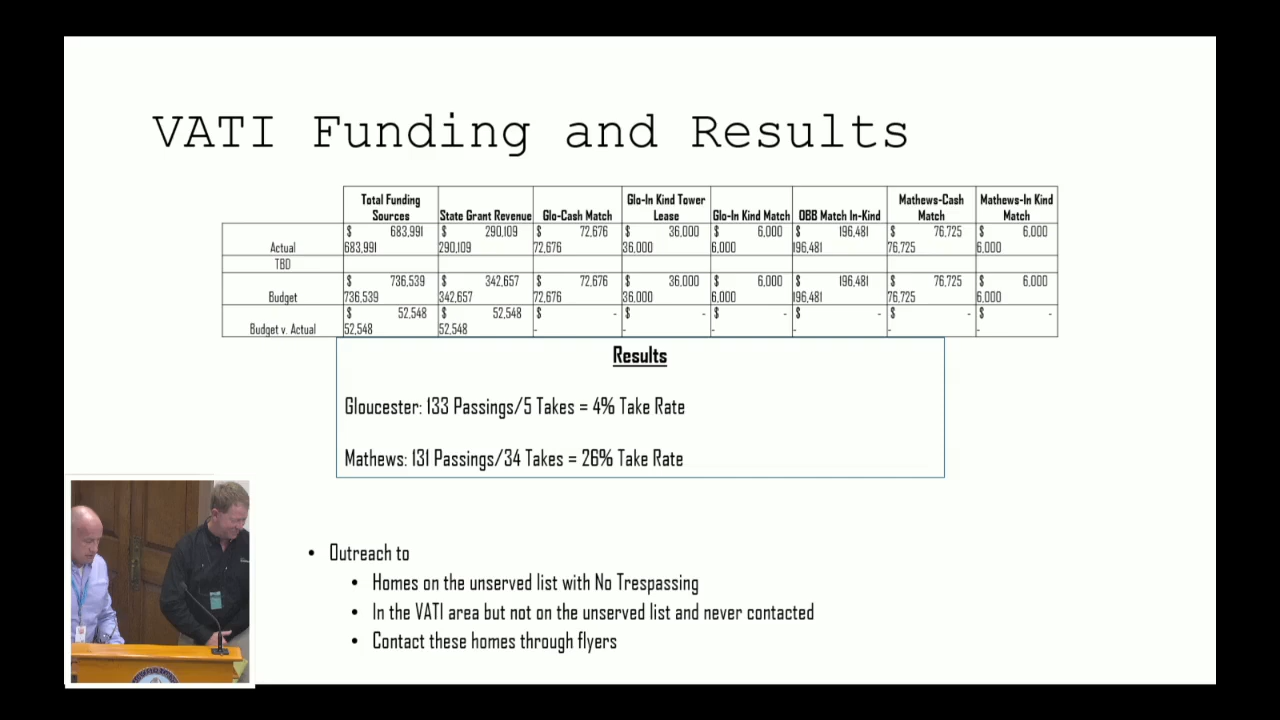 VATI Funding and Results
Total Funding Sources State Grant Revenue Glo-Cash Match Glo-In Kind Tower Lease Glo-In Kind Match OBB Match In-Kind Mathews-Cash Match Mathews-In Kind Match
$ 683,991 $ 290,109 $ 72,676 $ 36,000 $ 6,000 $ 196,481 $ 76,725 $ 6,000
Actual 683,991 290,109 72,676 36,000 6,000 196,481 76,725 6,000
TBD
$ 736,539 $ 342,657 $ 72,676 $ 36,000 $ 6,000 $ 196,481 $ 76,725 $ 6,000
Budget 736,539 342,657 72,676 36,000 6,000 196,481 76,725 6,000
$ 52,548 $ 52,548 $ - $ - $ - $ - $ - $ -
Budget v. Actual 52,548 52,548 - - - - - -
Results
Gloucester: 133 Passings/5 Takes = 4% Take Rate
Mathews: 131 Passings/34 Takes = 26% Take Rate
• Outreach to
• Homes on the unserved list with No Trespassing
• In the VATI area but not on the unserved list and never contacted
• Contact these homes through flyers